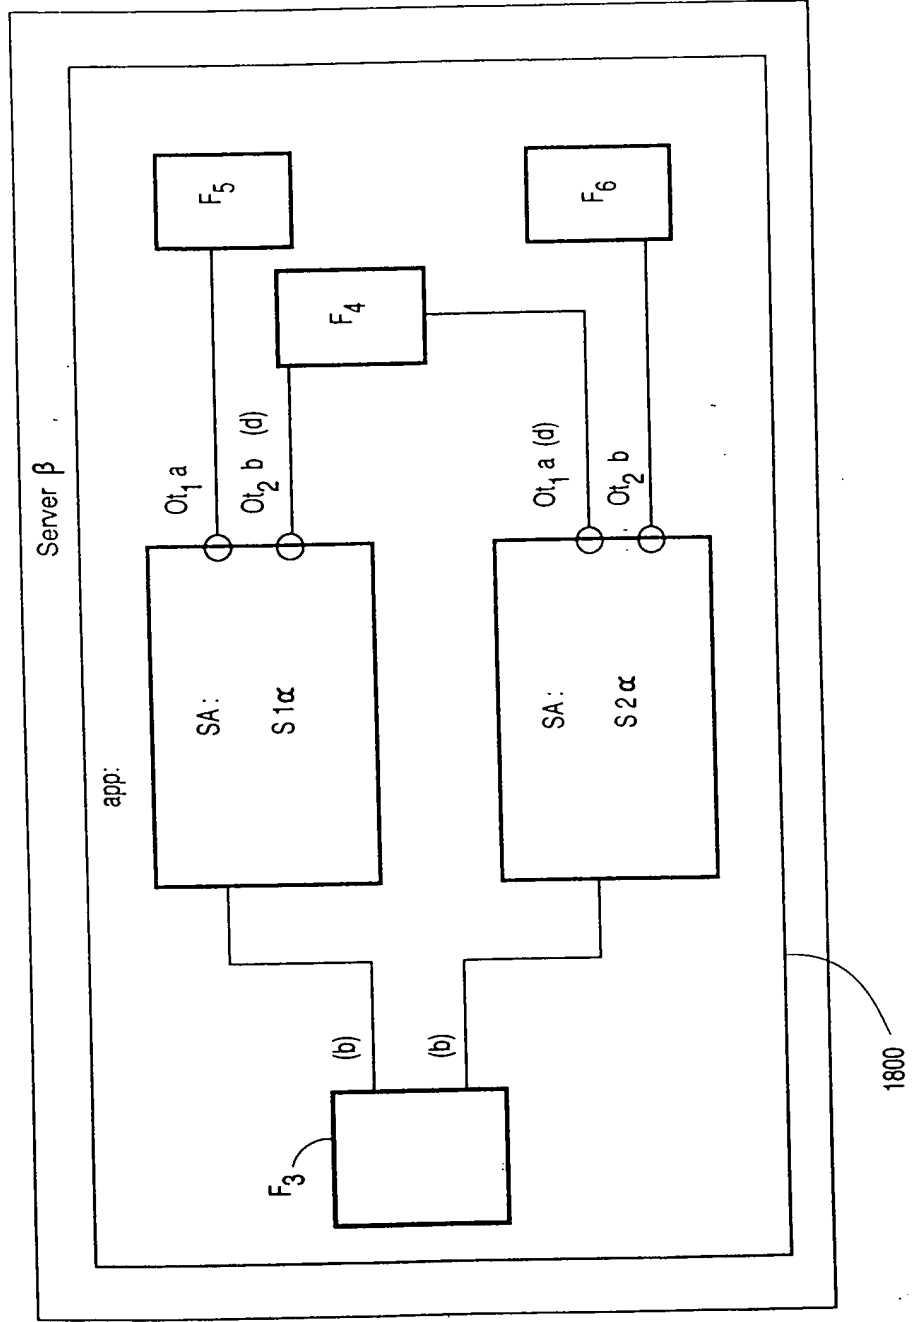 Server β
app:
SA:
S1α
Ot₁ a
Ot₂ b (d)
F₅
F₄
F₃
(b)
(b)
SA:
S2α
Ot₁ a (d)
Ot₂ b
F₆
1800